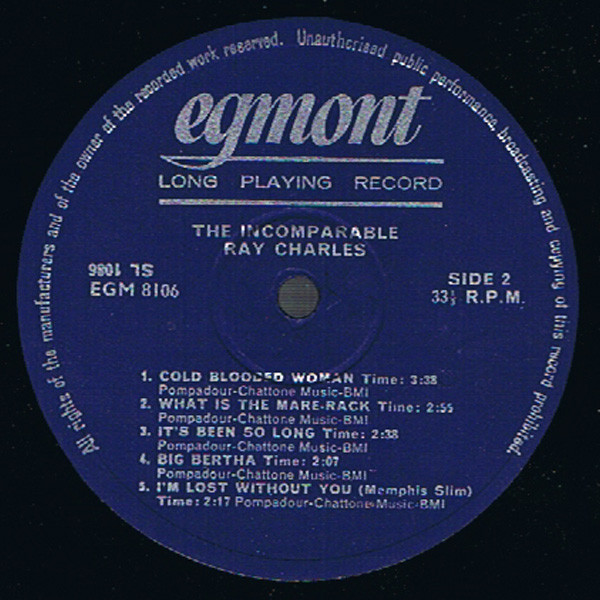 All rights of the manufacturers and of the owner of the recorded work reserved. Unauthorised public performance, broadcasting and copying of this record prohibited.
egmont
LONG PLAYING RECORD
THE INCOMPARABLE
RAY CHARLES
SL 1086
EGM 8106
SIDE 2
33⅓ R.P.M.
1. COLD BLOODED WOMAN Time: 3:38
Pompadour-Chattone Music-BMI
2. WHAT IS THE MARE-RACK Time: 2:55
Pompadour-Chattone Music-BMI
3. IT'S BEEN SO LONG Time: 2:38
Pompadour-Chattone Music-BMI
4. BIG BERTHA Time: 2:07
Pompadour-Chattone Music-BMI
5. I'M LOST WITHOUT YOU (Memphis Slim)
Time: 2:17 Pompadour-Chattone-Music-BMI